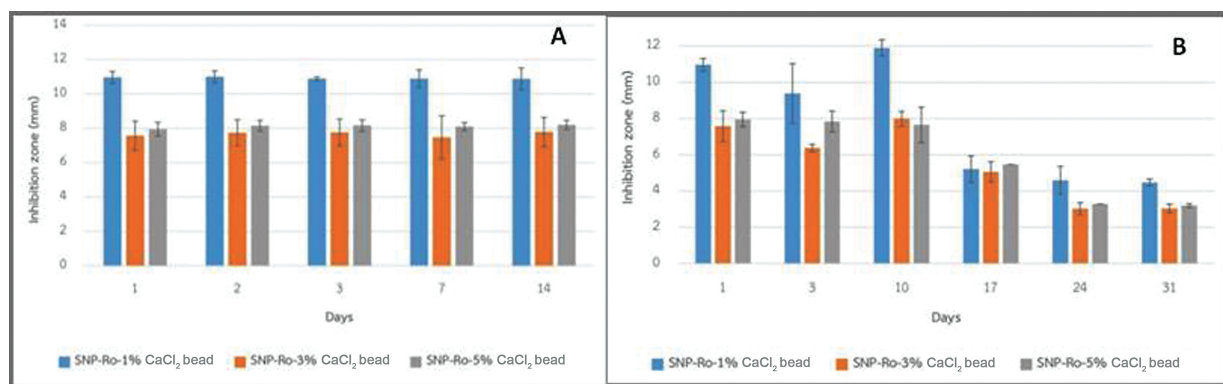 A
14
12
10
8
6
4
2
0
Inhibition zone (mm)
1 2 3 7 14
Days
SNP-Ro-1% CaCl₂ bead SNP-Ro-3% CaCl₂ bead SNP-Ro-5% CaCl₂ bead
B
12
10
8
6
4
2
0
Inhibition zone (mm)
1 3 10 17 24 31
Days
SNP-Ro-1% CaCl₂ bead SNP-Ro-3% CaCl₂ bead SNP-Ro-5% CaCl₂ bead